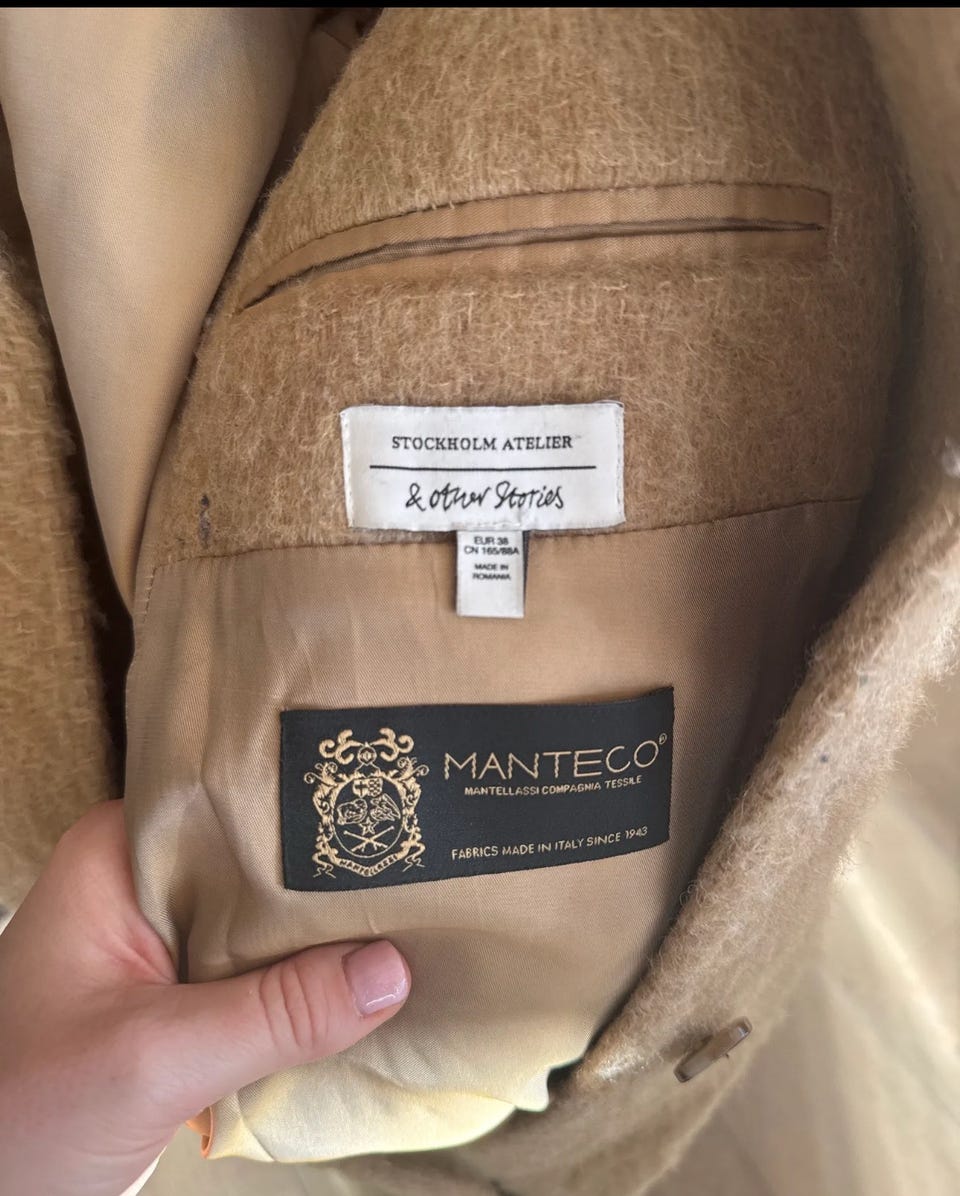 STOCKHOLM ATELIER
& Other Stories
EUR 38
CN 165/88A
MADE IN
ROMANIA
MANTECO®
MANTELLASSI COMPAGNIA TESSILE
FABRICS MADE IN ITALY SINCE 1943
MANTELLASSI